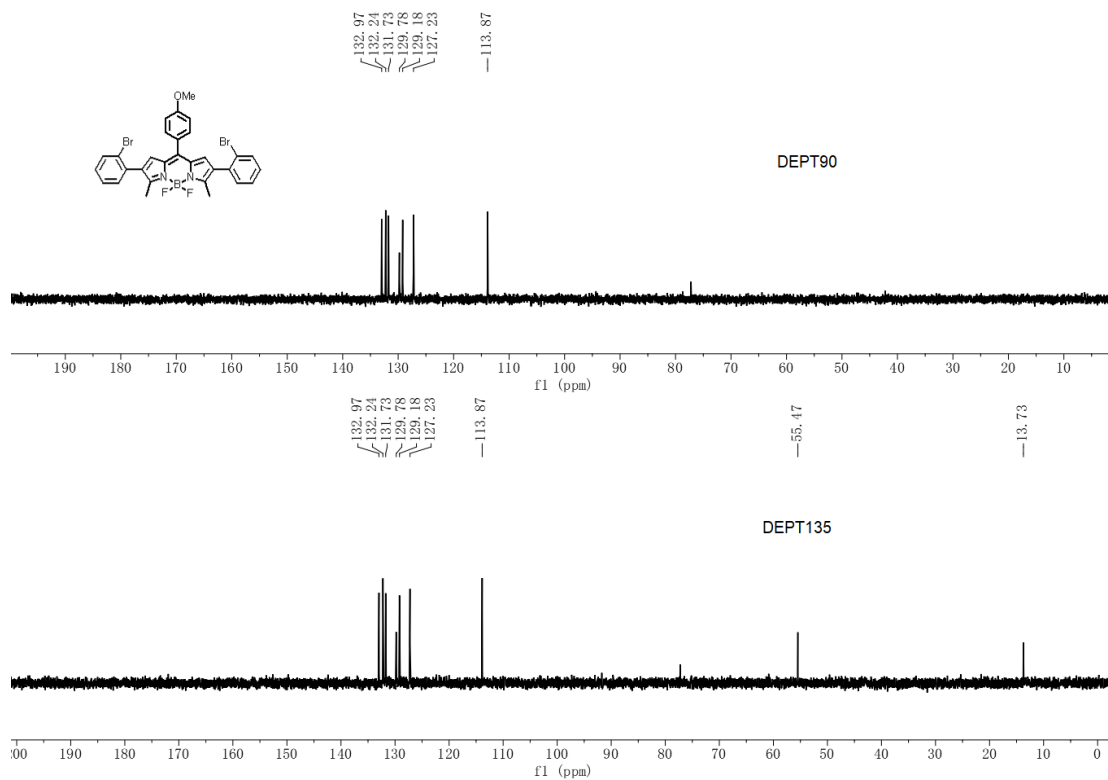 132.97
132.24
131.73
129.78
129.18
127.23
113.87
OMe
Br
Br
N
N
B
F
F
DEPT90
190 180 170 160 150 140 130 120 110 100 90 80 70 60 50 40 30 20 10
f1 (ppm)
132.97
132.24
131.73
129.78
129.18
127.23
113.87
55.47
13.73
DEPT135
200 190 180 170 160 150 140 130 120 110 100 90 80 70 60 50 40 30 20 10 0
f1 (ppm)